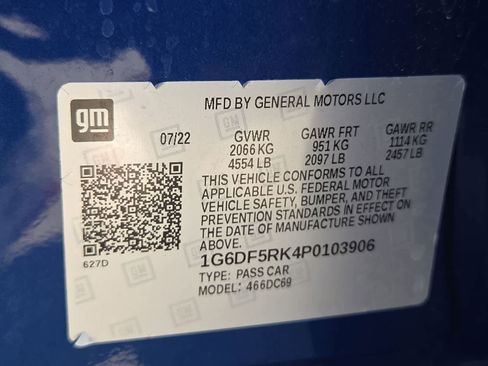 gm
MFD BY GENERAL MOTORS LLC
07/22 GVWR GAWR FRT GAWR RR
2066 KG 951 KG 1114 KG
4554 LB 2097 LB 2457 LB
THIS VEHICLE CONFORMS TO ALL
APPLICABLE U.S. FEDERAL MOTOR
VEHICLE SAFETY, BUMPER, AND THEFT
PREVENTION STANDARDS IN EFFECT ON
THE DATE OF MANUFACTURE SHOWN
ABOVE.
627D
1G6DF5RK4P0103906
TYPE: PASS CAR
MODEL: 466DC69